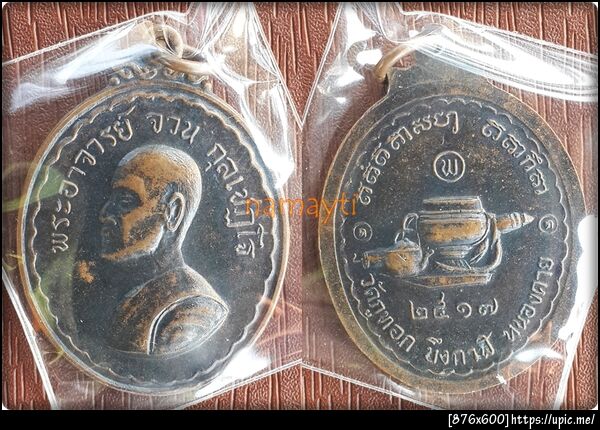 พระอาจารย์ จวน กุลเชฏฺโฐ
namayti
พ
๑
๑
๒๕๑๗
วัดภูทอก บึงกาฬ หนองคาย
[876x600]https://upic.me/